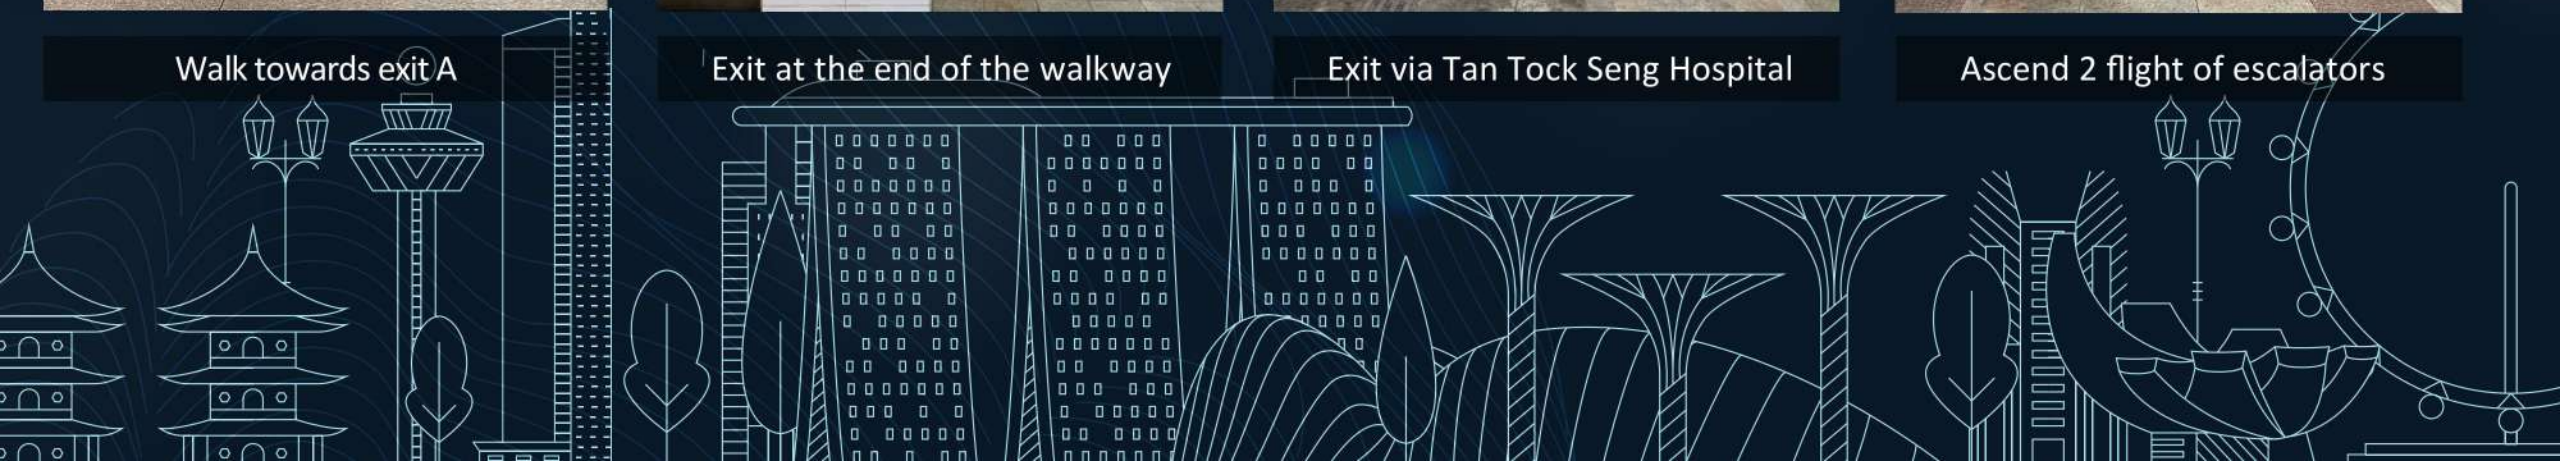 Walk towards exit A
Exit at the end of the walkway
Exit via Tan Tock Seng Hospital
Ascend 2 flight of escalators